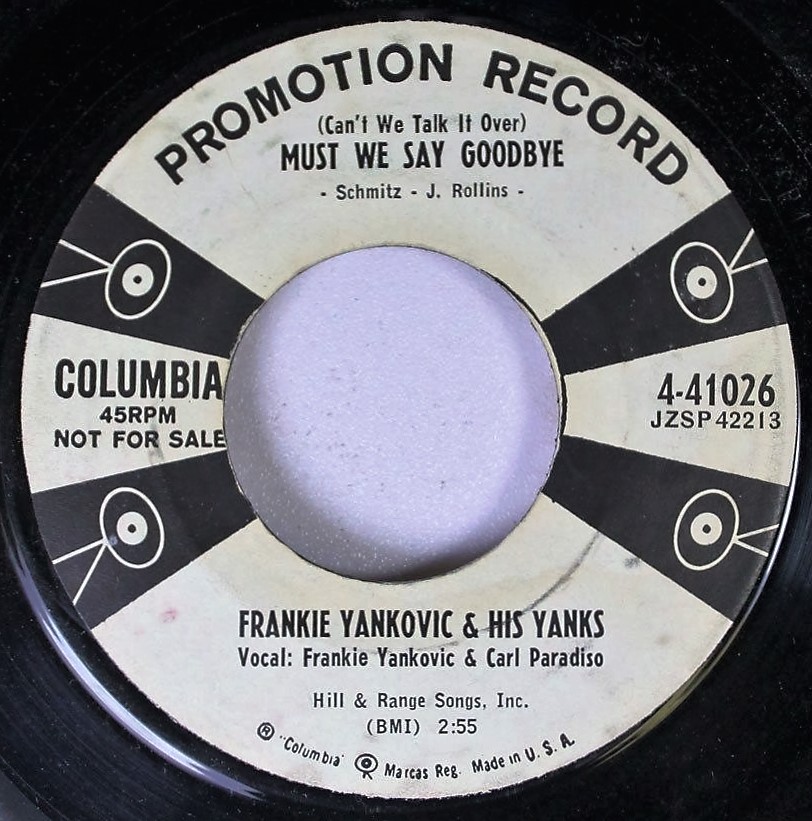 PROMOTION RECORD
(Can't We Talk It Over)
MUST WE SAY GOODBYE
- Schmitz - J. Rollins -
COLUMBIA
45RPM
NOT FOR SALE
4-41026
JZSP 42213
FRANKIE YANKOVIC & HIS YANKS
Vocal: Frankie Yankovic & Carl Paradiso
Hill & Range Songs, Inc.
(BMI) 2:55
® "Columbia" Marcas Reg. Made in U. S. A.